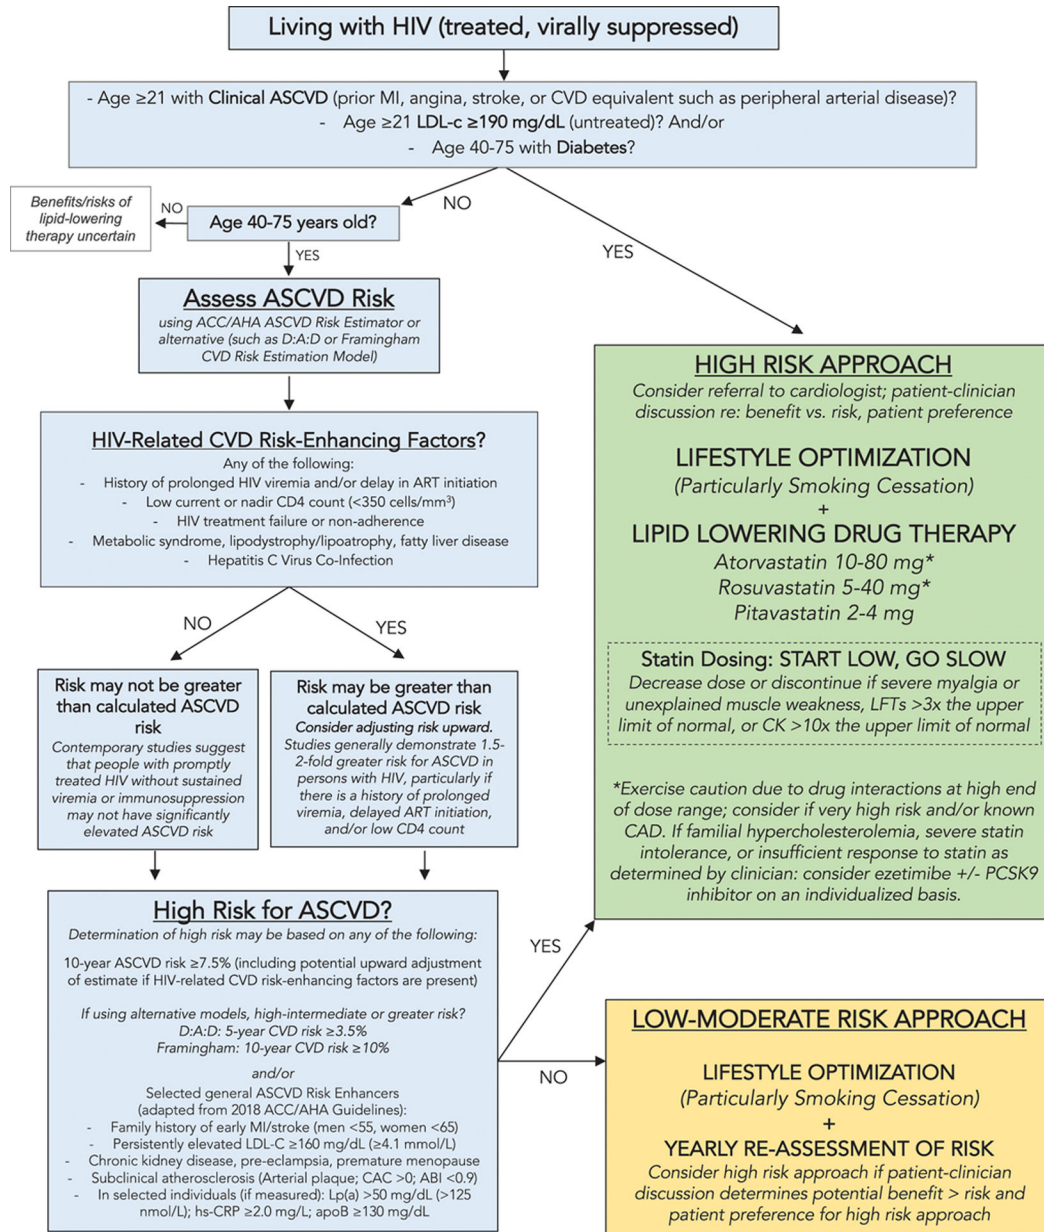 Living with HIV (treated, virally suppressed)
- Age ≥21 with Clinical ASCVD (prior MI, angina, stroke, or CVD equivalent such as peripheral arterial disease)?
- Age ≥21 LDL-c ≥190 mg/dL (untreated)? And/or
- Age 40-75 with Diabetes?
NO
YES
Benefits/risks of
lipid-lowering
therapy uncertain
NO
Age 40-75 years old?
YES
Assess ASCVD Risk
using ACC/AHA ASCVD Risk Estimator or
alternative (such as D:A:D or Framingham
CVD Risk Estimation Model)
HIV-Related CVD Risk-Enhancing Factors?
Any of the following:
- History of prolonged HIV viremia and/or delay in ART initiation
- Low current or nadir CD4 count (<350 cells/mm³)
- HIV treatment failure or non-adherence
- Metabolic syndrome, lipodystrophy/lipoatrophy, fatty liver disease
- Hepatitis C Virus Co-Infection
NO
YES
Risk may not be greater
than calculated ASCVD
risk
Contemporary studies suggest
that people with promptly
treated HIV without sustained
viremia or immunosuppression
may not have significantly
elevated ASCVD risk
Risk may be greater than
calculated ASCVD risk
Consider adjusting risk upward.
Studies generally demonstrate 1.5-
2-fold greater risk for ASCVD in
persons with HIV, particularly if
there is a history of prolonged
viremia, delayed ART initiation,
and/or low CD4 count
High Risk for ASCVD?
Determination of high risk may be based on any of the following:
10-year ASCVD risk ≥7.5% (including potential upward adjustment
of estimate if HIV-related CVD risk-enhancing factors are present)
If using alternative models, high-intermediate or greater risk?
D:A:D: 5-year CVD risk ≥3.5%
Framingham: 10-year CVD risk ≥10%
and/or
Selected general ASCVD Risk Enhancers
(adapted from 2018 ACC/AHA Guidelines):
- Family history of early MI/stroke (men <55, women <65)
- Persistently elevated LDL-C ≥160 mg/dL (≥4.1 mmol/L)
- Chronic kidney disease, pre-eclampsia, premature menopause
- Subclinical atherosclerosis (Arterial plaque; CAC >0; ABI <0.9)
- In selected individuals (if measured): Lp(a) >50 mg/dL (>125
nmol/L); hs-CRP ≥2.0 mg/L; apoB ≥130 mg/dL
YES
NO
HIGH RISK APPROACH
Consider referral to cardiologist; patient-clinician
discussion re: benefit vs. risk, patient preference
LIFESTYLE OPTIMIZATION
(Particularly Smoking Cessation)
+
LIPID LOWERING DRUG THERAPY
Atorvastatin 10-80 mg*
Rosuvastatin 5-40 mg*
Pitavastatin 2-4 mg
Statin Dosing: START LOW, GO SLOW
Decrease dose or discontinue if severe myalgia or
unexplained muscle weakness, LFTs >3x the upper
limit of normal, or CK >10x the upper limit of normal
*Exercise caution due to drug interactions at high end
of dose range; consider if very high risk and/or known
CAD. If familial hypercholesterolemia, severe statin
intolerance, or insufficient response to statin as
determined by clinician: consider ezetimibe +/- PCSK9
inhibitor on an individualized basis.
LOW-MODERATE RISK APPROACH
LIFESTYLE OPTIMIZATION
(Particularly Smoking Cessation)
+
YEARLY RE-ASSESSMENT OF RISK
Consider high risk approach if patient-clinician
discussion determines potential benefit > risk and
patient preference for high risk approach